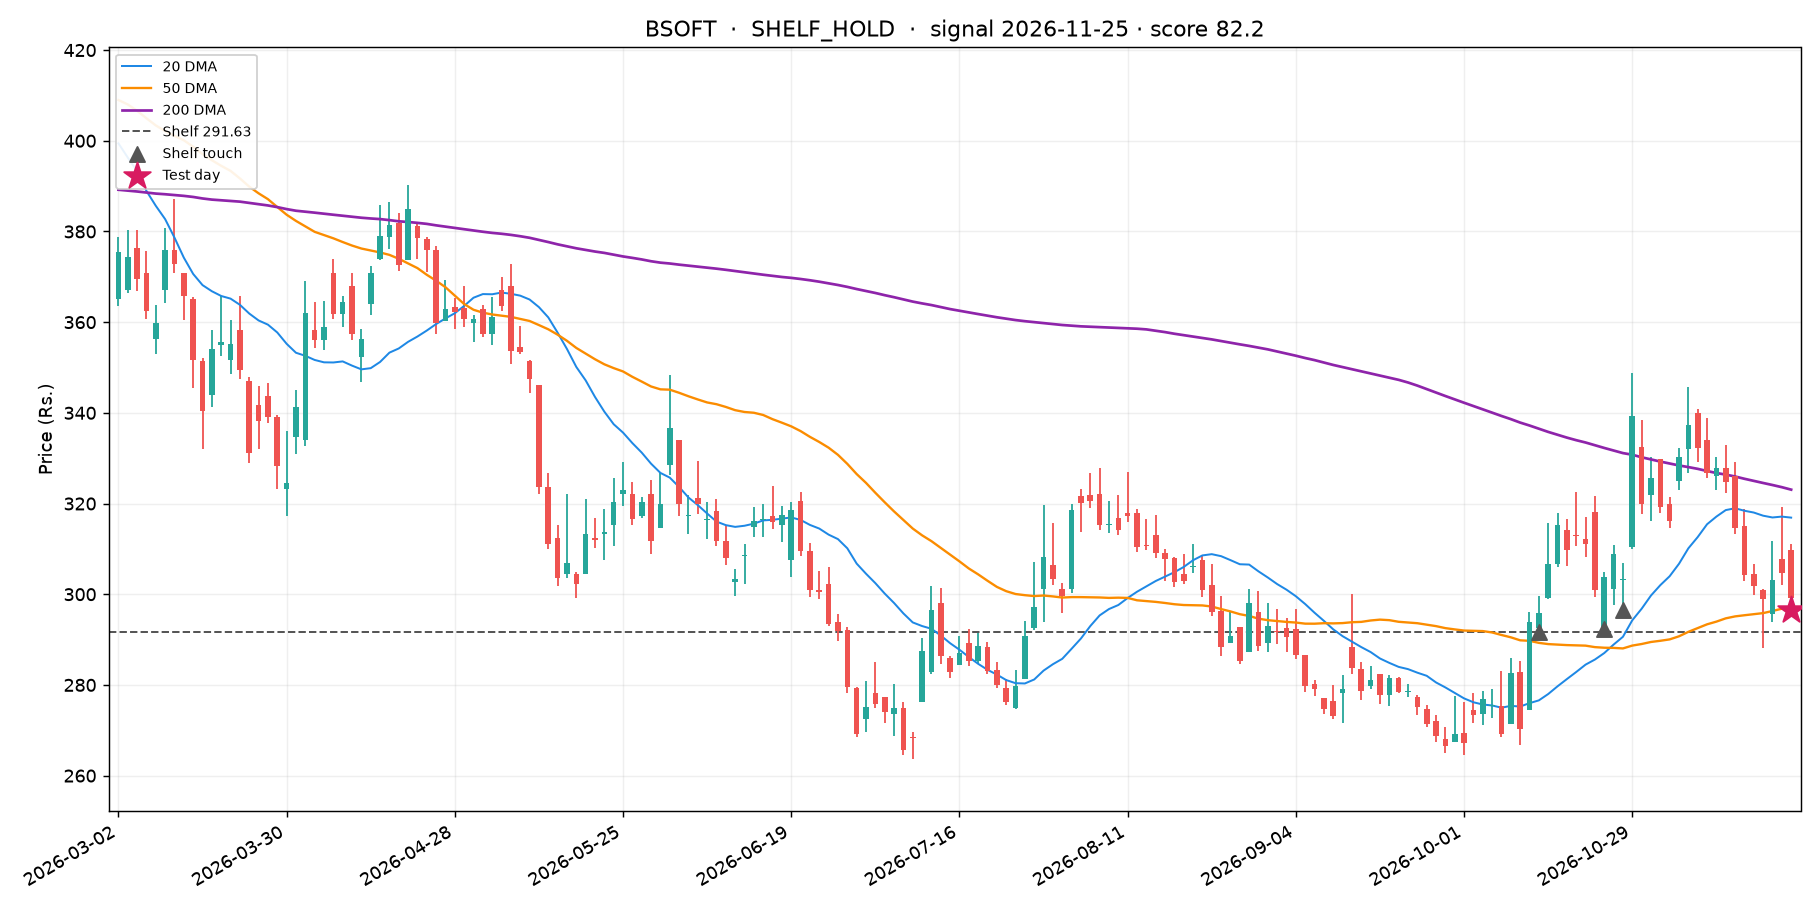 BSOFT · SHELF_HOLD · signal 2026-11-25 · score 82.2
20 DMA
50 DMA
200 DMA
Shelf 291.63
Shelf touch
Test day
Price (Rs.)
420
400
380
360
340
320
300
280
260
2026-03-02
2026-03-30
2026-04-28
2026-05-25
2026-06-19
2026-07-16
2026-08-11
2026-09-04
2026-10-01
2026-10-29